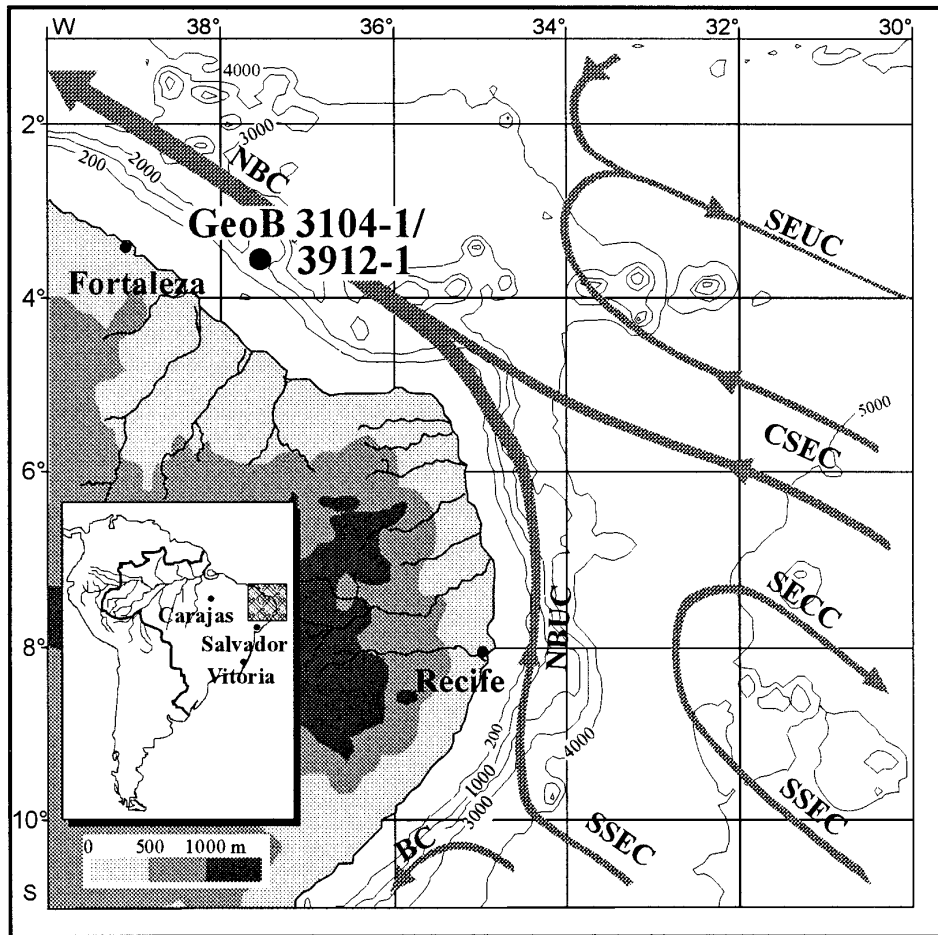 W 38° 36° 34° 32° 30°
4000
3000
2°
2000
200
NBC
SEUC
GeoB 3104-1/
3912-1
Fortaleza
4°
5000
CSEC
6°
SECC
Carajas
Salvador
Vitoria
8°
NBUC
Recife
200
4000
1000
3000
SSEC
10°
BC
SSEC
0 500 1000 m
S